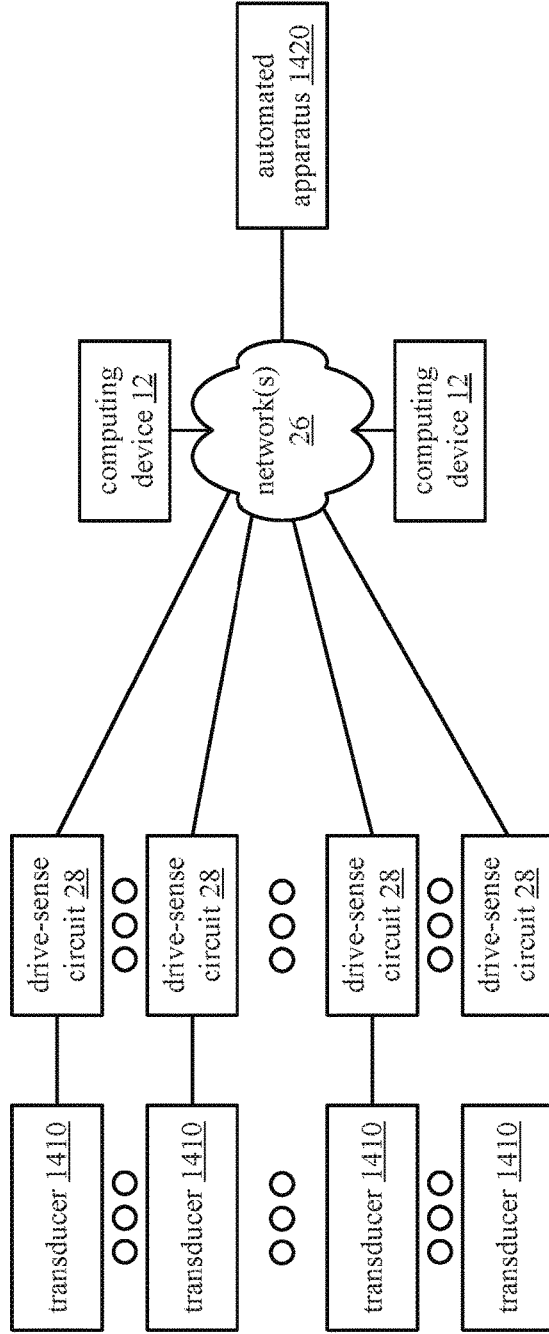 transducer 1410
drive-sense
circuit 28
transducer 1410
drive-sense
circuit 28
transducer 1410
drive-sense
circuit 28
transducer 1410
drive-sense
circuit 28
computing
device 12
network(s)
26
computing
device 12
automated
apparatus 1420